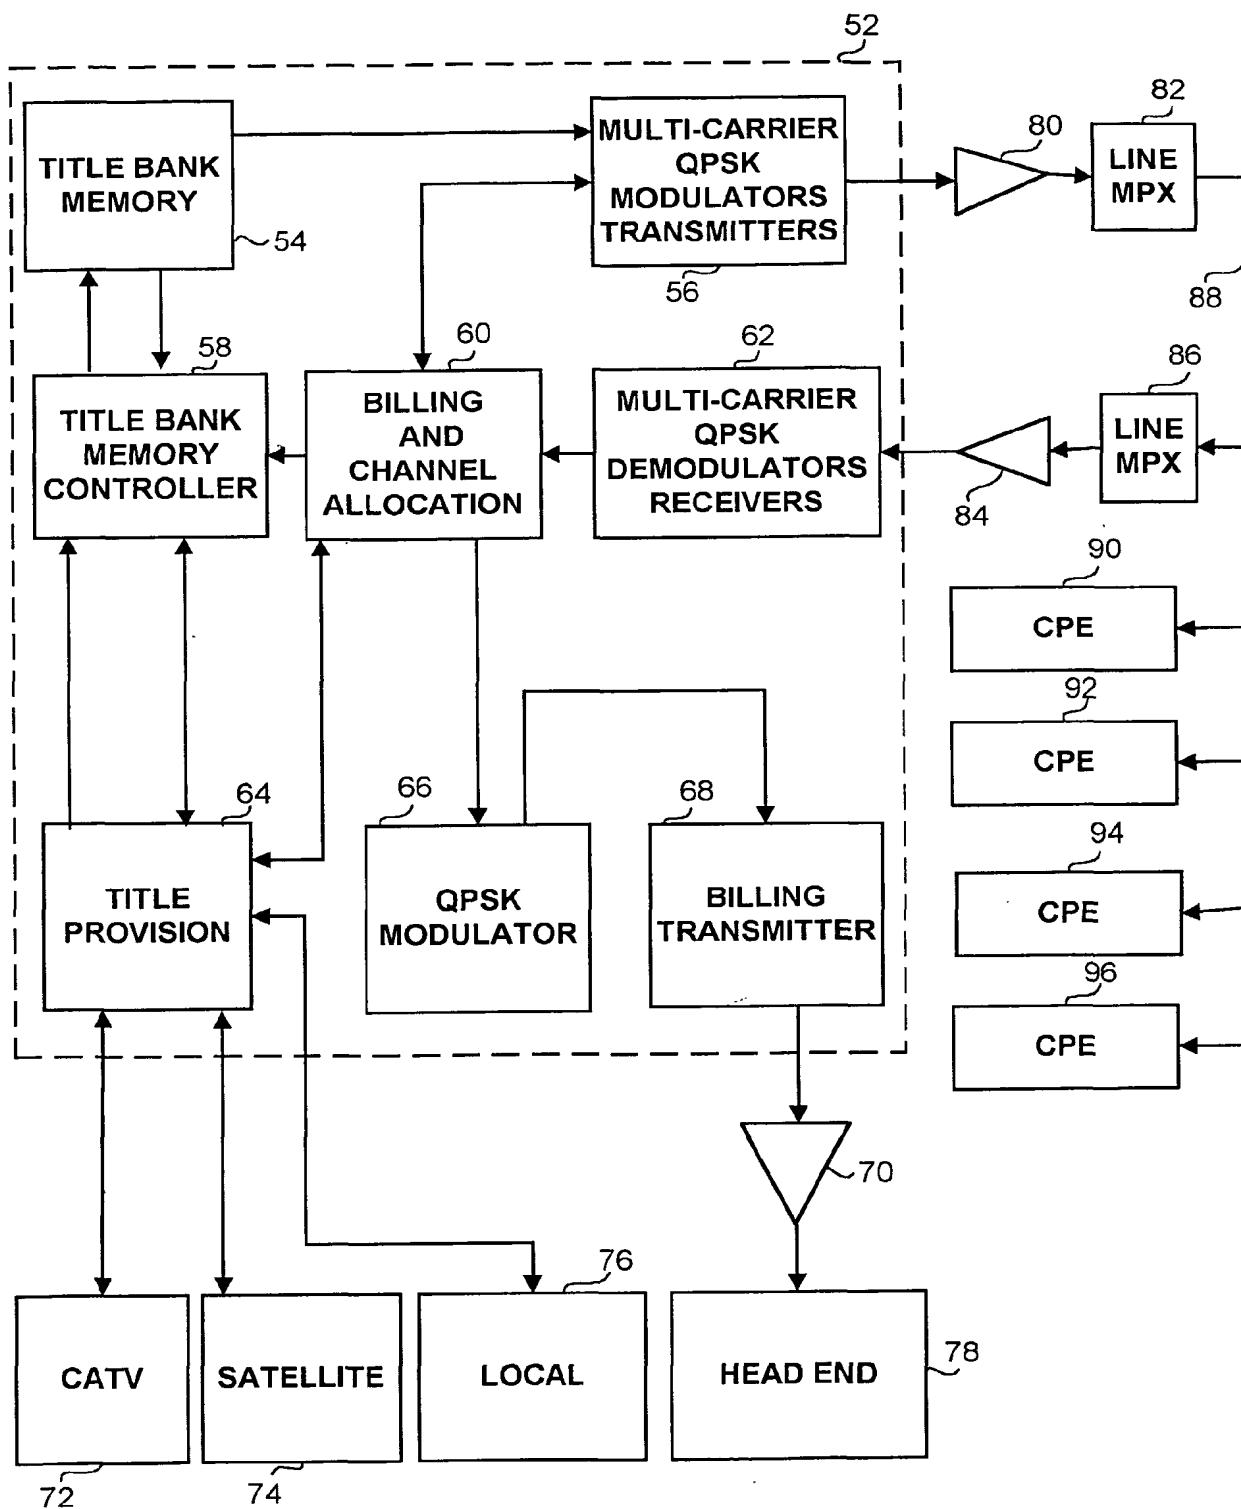 52
TITLE BANK
MEMORY
54
MULTI-CARRIER
QPSK
MODULATORS
TRANSMITTERS
56
80
82
LINE
MPX
88
58
TITLE BANK
MEMORY
CONTROLLER
60
BILLING
AND
CHANNEL
ALLOCATION
62
MULTI-CARRIER
QPSK
DEMODULATORS
RECEIVERS
84
86
LINE
MPX
90
CPE
92
CPE
94
CPE
96
CPE
64
TITLE
PROVISION
66
QPSK
MODULATOR
68
BILLING
TRANSMITTER
70
CATV
72
SATELLITE
74
76
LOCAL
HEAD END
78